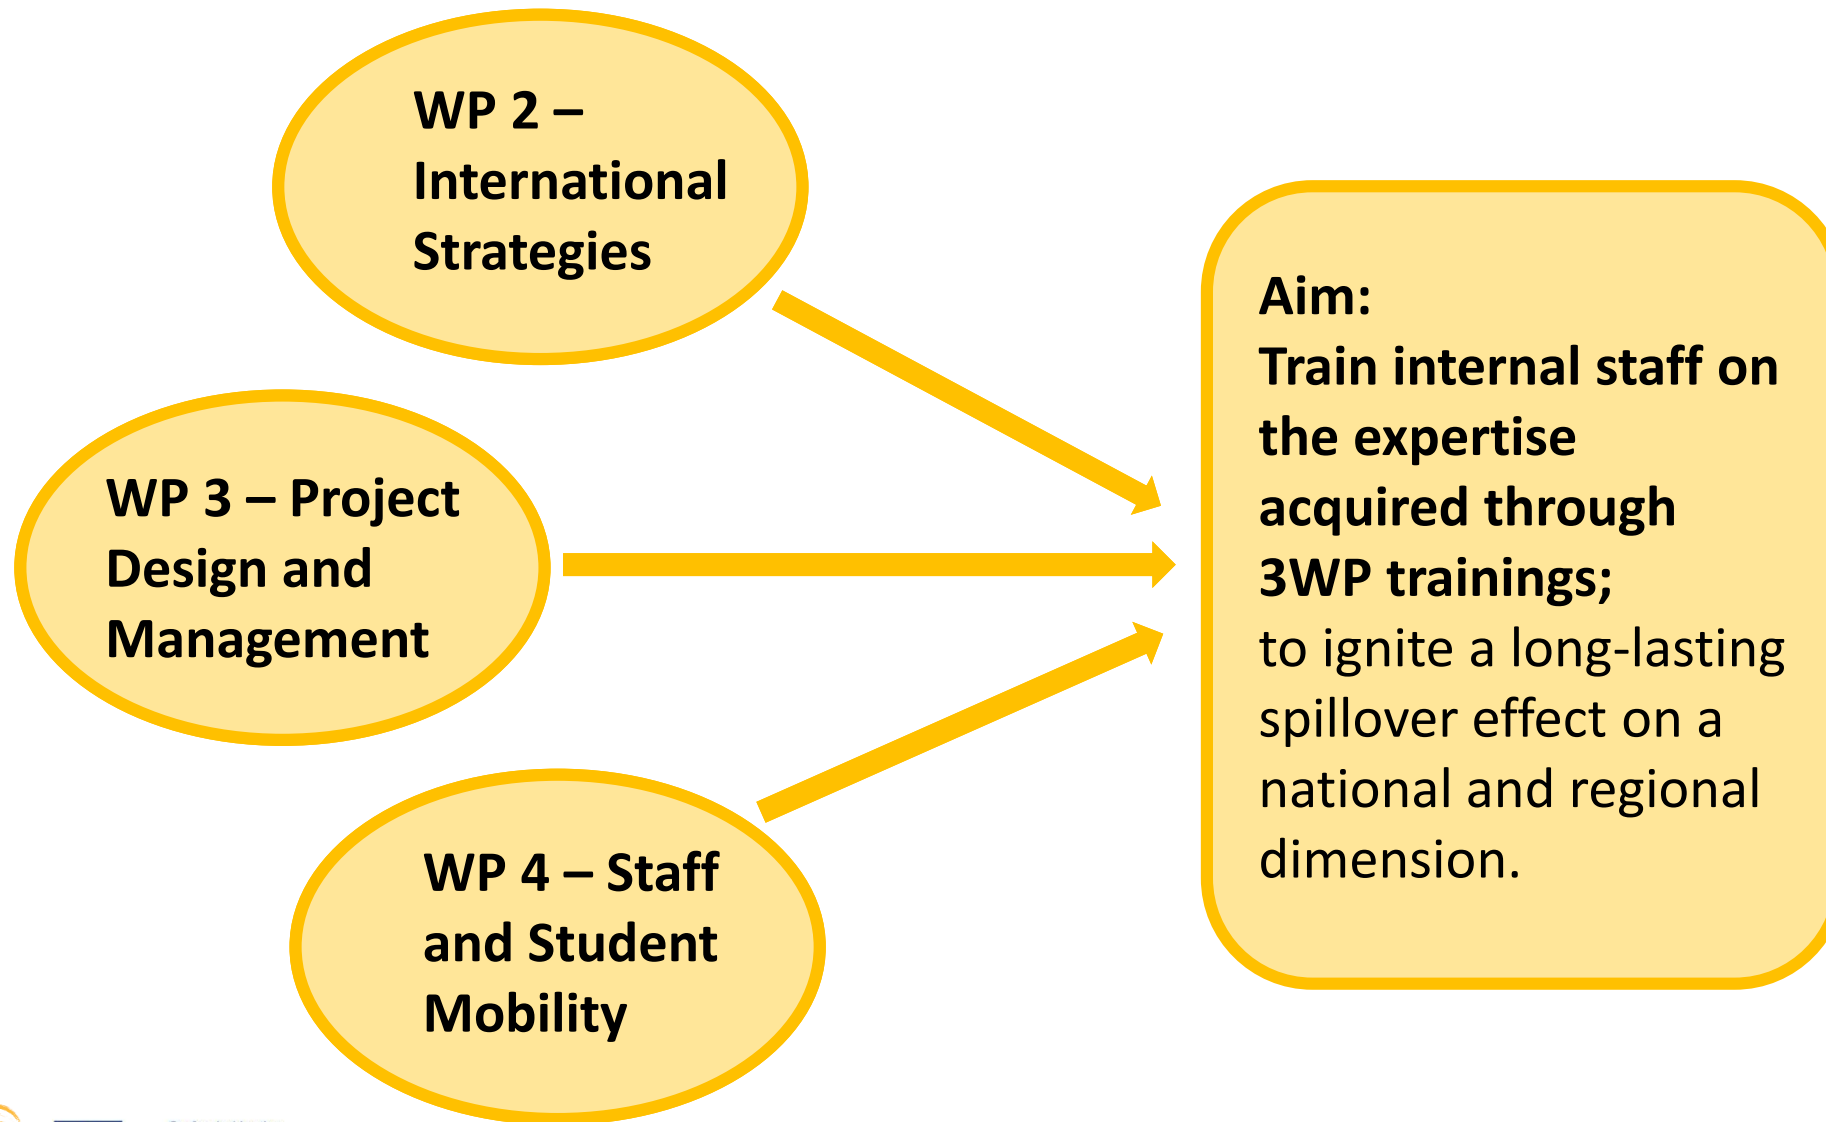 WP 2 –
International
Strategies
WP 3 – Project
Design and
Management
WP 4 – Staff
and Student
Mobility
Aim:
Train internal staff on
the expertise
acquired through
3WP trainings;
to ignite a long-lasting
spillover effect on a
national and regional
dimension.